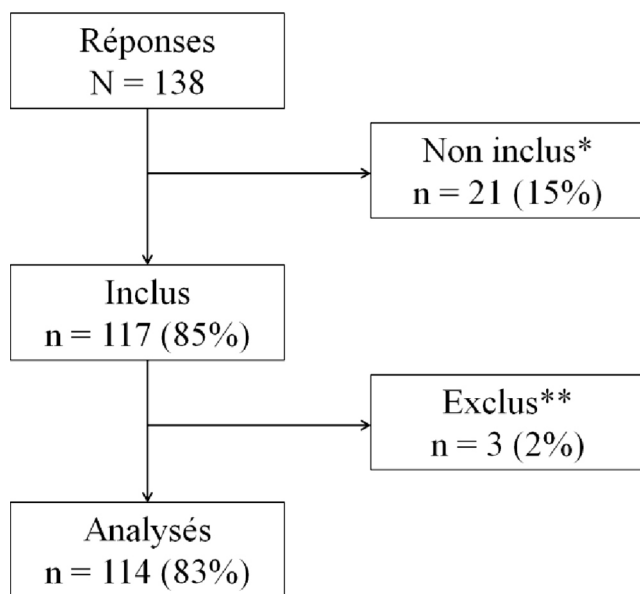 Réponses
N = 138
Non inclus*
n = 21 (15%)
Inclus
n = 117 (85%)
Exclus**
n = 3 (2%)
Analysés
n = 114 (83%)